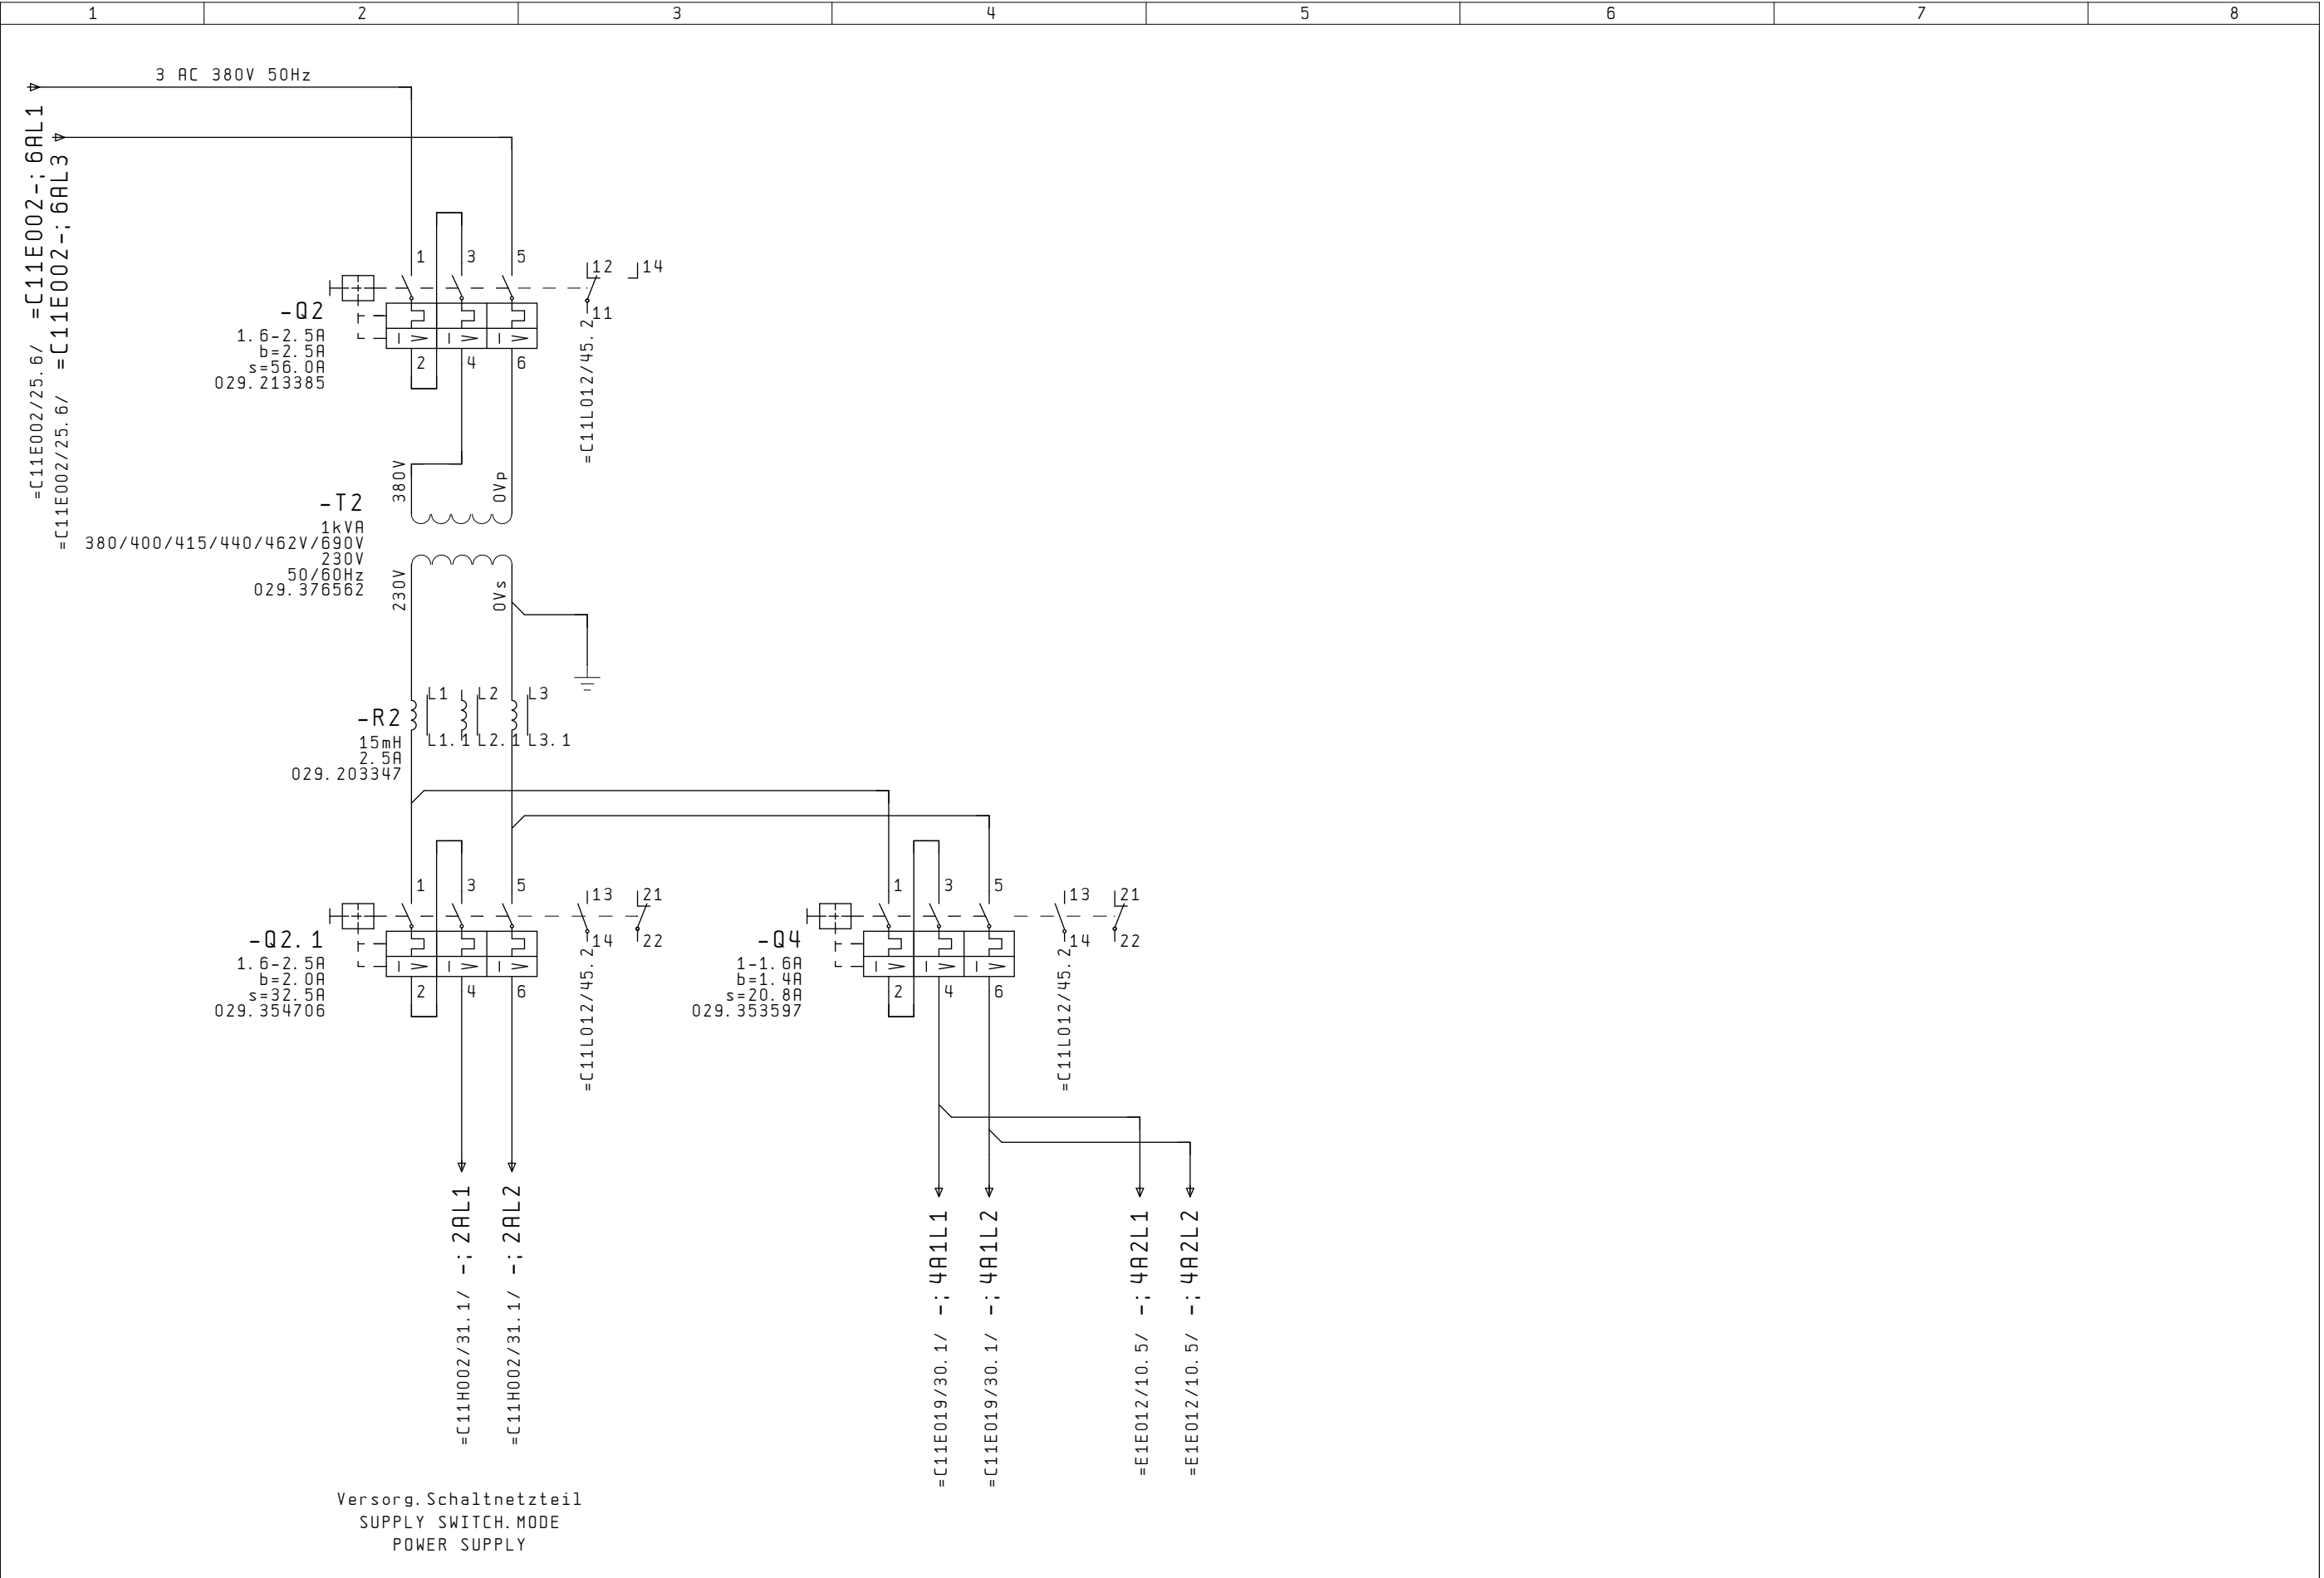 1 2 3 4 5 6 7 8
3 AC 380V 50Hz
=C11E002/25.6/ =C11E002-;6AL1
=C11E002/25.6/ =C11E002-;6AL3
1 3 5
12 14
11
-Q2
1.6-2.5A
b=2.5A
s=56.0A
029.213385
2 4 6
=C11L012/45.2
380V 0Vp
-T2
1kVA
380/400/415/440/462V/690V
230V
50/60Hz
029.376562
230V 0Vs
L1 L2 L3
-R2
15mH
2.5A
029.203347
L1.1 L2.1 L3.1
1 3 5
13 21
14 22
-Q2.1
1.6-2.5A
b=2.0A
s=32.5A
029.354706
I> I> I>
2 4 6
=C11L012/45.2
1 3 5
13 21
14 22
-Q4
1-1.6A
b=1.4A
s=20.8A
029.353597
I> I> I>
2 4 6
=C11L012/45.2
=C11H002/31.1/ -;2AL1
=C11H002/31.1/ -;2AL2
=C11E019/30.1/ -;4A1L1
=C11E019/30.1/ -;4A1L2
=E1E012/10.5/ -;4A2L1
=E1E012/10.5/ -;4A2L2
Versorg.Schaltnetzteil
SUPPLY SWITCH.MODE
POWER SUPPLY